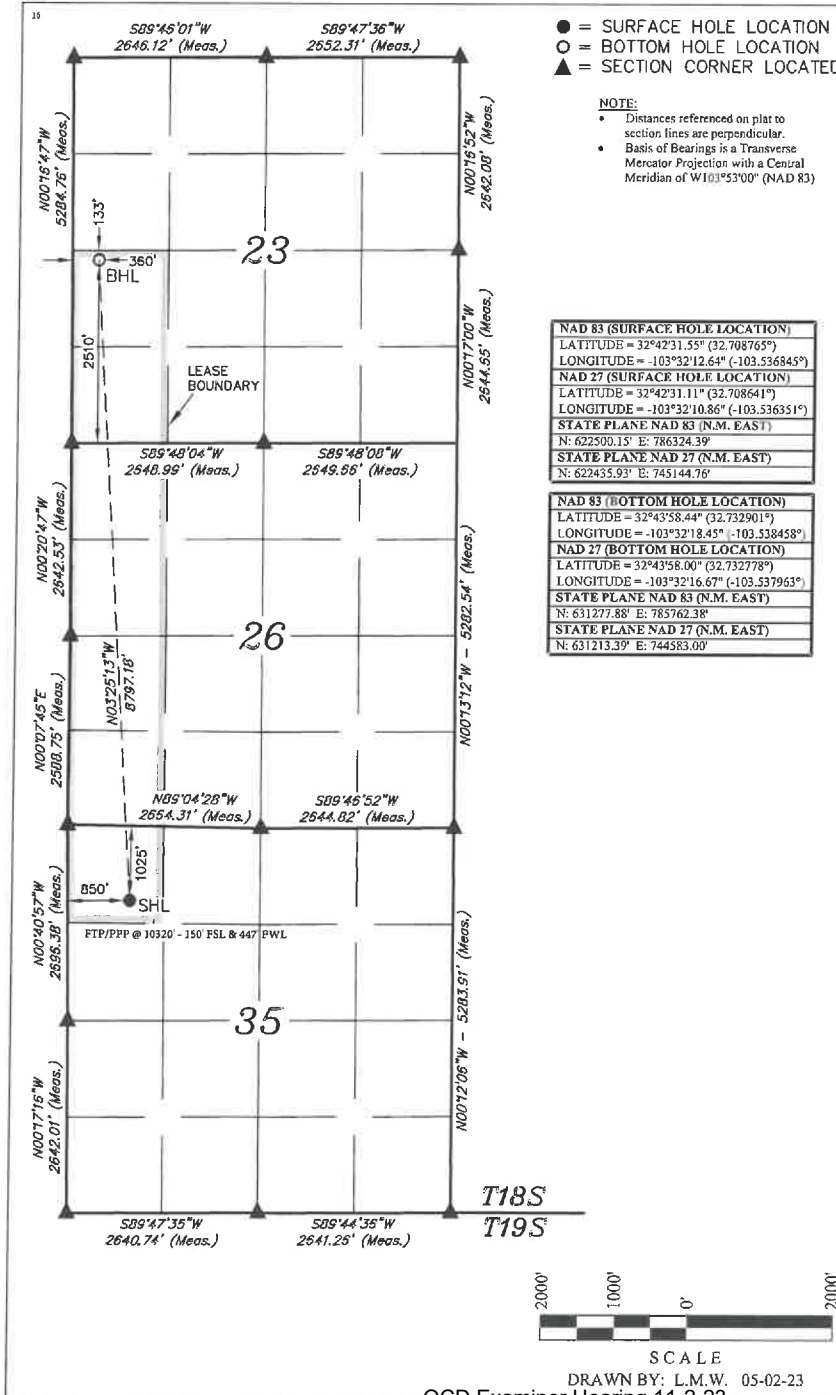 16
S89°46'01"W
2646.12' (Meas.)
S89°47'36"W
2652.31' (Meas.)
● = SURFACE HOLE LOCATION
○ = BOTTOM HOLE LOCATION
▲ = SECTION CORNER LOCATED
NOTE:
• Distances referenced on plat to
section lines are perpendicular.
• Basis of Bearings is a Transverse
Mercator Projection with a Central
Meridian of W103°53'00" (NAD 83)
N00°16'47"W
5284.76' (Meas.)
N00°16'52"W
2642.08' (Meas.)
133'
23
360'
BHL
2510'
LEASE
BOUNDARY
N00°17'00"W
2644.55' (Meas.)
NAD 83 (SURFACE HOLE LOCATION)
LATITUDE = 32°42'31.55" (32.708765°)
LONGITUDE = -103°32'12.64" (-103.536845°)
NAD 27 (SURFACE HOLE LOCATION)
LATITUDE = 32°42'31.11" (32.708641°)
LONGITUDE = -103°32'10.86" (-103.536351°)
STATE PLANE NAD 83 (N.M. EAST)
N: 622500.15' E: 786324.39'
STATE PLANE NAD 27 (N.M. EAST)
N: 622435.93' E: 745144.76'
NAD 83 (BOTTOM HOLE LOCATION)
LATITUDE = 32°43'58.44" (32.732901°)
LONGITUDE = -103°32'18.45" (-103.538458°)
NAD 27 (BOTTOM HOLE LOCATION)
LATITUDE = 32°43'58.00" (32.732778°)
LONGITUDE = -103°32'16.67" (-103.537963°)
STATE PLANE NAD 83 (N.M. EAST)
N: 631277.88' E: 785762.38'
STATE PLANE NAD 27 (N.M. EAST)
N: 631213.39' E: 744583.00'
S89°48'04"W
2648.99' (Meas.)
S89°48'08"W
2649.66' (Meas.)
N00°20'47"W
2642.53' (Meas.)
26
N03°25'13"W
8797.18'
N00°13'12"W - 5282.54' (Meas.)
N00°07'45"E
2588.75' (Meas.)
N89°04'28"W
2654.31' (Meas.)
S89°46'52"W
2644.82' (Meas.)
1025'
850'
SHL
N00°40'57"W
2695.38' (Meas.)
FTP/PPP @ 10320' - 150' FSL & 447' FWL
35
N00°12'06"W - 5283.91' (Meas.)
N00°17'16"W
2642.01' (Meas.)
S89°47'35"W
2640.74' (Meas.)
S89°44'36"W
2641.25' (Meas.)
T18S
T19S
2000' 1000' 0' 2000'
SCALE
DRAWN BY: L.M.W. 05-02-23
OCD Examiner Hearing 11-2-23